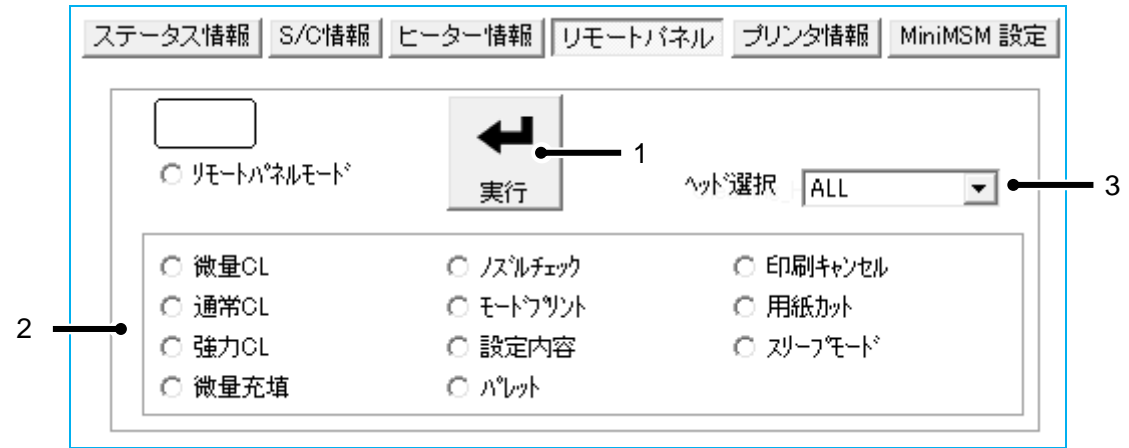 ステータス情報 S/C情報 ヒーター情報 リモートパネル プリンタ情報 MiniMSM 設定
リモートパネルモード
実行
1
ヘッド選択 ALL
3
微量CL ノズルチェック 印刷キャンセル
通常CL モードプリント 用紙カット
2
強力CL 設定内容 スリープモード
微量充填 パレット